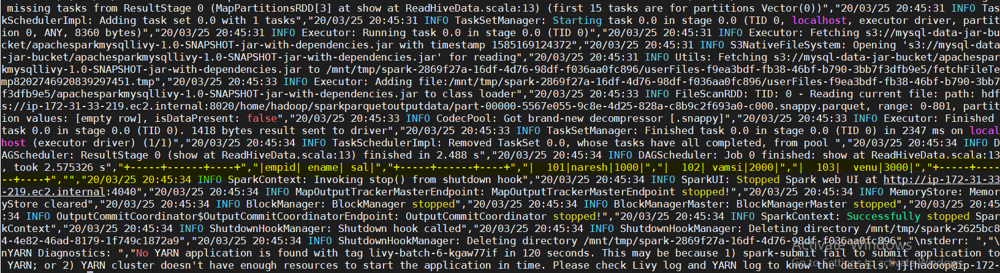 missing tasks from ResultStage 0 (MapPartitionsRDD[3] at show at ReadHiveData.scala:13) (first 15 tasks are for partitions Vector(0))","20/03/25 20:45:31 INFO Tas
kSchedulerImpl: Adding task set 0.0 with 1 tasks","20/03/25 20:45:31 INFO TaskSetManager: Starting task 0.0 in stage 0.0 (TID 0, localhost, executor driver, partit
ion 0, ANY, 8360 bytes)","20/03/25 20:45:31 INFO Executor: Running task 0.0 in stage 0.0 (TID 0)","20/03/25 20:45:31 INFO Executor: Fetching s3://mysql-data-jar-bu
cket/apachesparkmysqllivy-1.0-SNAPSHOT-jar-with-dependencies.jar with timestamp 1585169124372","20/03/25 20:45:31 INFO S3NativeFileSystem: Opening 's3://mysql-data
-jar-bucket/apachesparkmysqllivy-1.0-SNAPSHOT-jar-with-dependencies.jar' for reading","20/03/25 20:45:31 INFO Utils: Fetching s3://mysql-data-jar-bucket/apachespar
kmysqllivy-1.0-SNAPSHOT-jar-with-dependencies.jar to /mnt/tmp/spark-2869f27a-16df-4d76-98df-f036aa0fc896/userFiles-f9ea3bdf-fb38-46bf-b790-3bb7f3dfb9e5/fetchFileTe
mp8202746920839297451.tmp","20/03/25 20:45:33 INFO Executor: Adding file:/mnt/tmp/spark-2869f27a-16df-4d76-98df-f036aa0fc896/userFiles-f9ea3bdf-fb38-46bf-b790-3bb7
f3dfb9e5/apachesparkmysqllivy-1.0-SNAPSHOT-jar-with-dependencies.jar to class loader","20/03/25 20:45:33 INFO FileScanRDD: TID: 0 - Reading current file: path: hdf
s://ip-172-31-33-219.ec2.internal:8020/home/hadoop/sparkparquetoutputdata/part-00000-5567e055-9c8e-4d25-828a-c8b9c2f693a0-c000.snappy.parquet, range: 0-801, partit
ion values: [empty row], isDataPresent: false","20/03/25 20:45:33 INFO CodecPool: Got brand-new decompressor [.snappy]","20/03/25 20:45:33 INFO Executor: Finished
task 0.0 in stage 0.0 (TID 0). 1418 bytes result sent to driver","20/03/25 20:45:33 INFO TaskSetManager: Finished task 0.0 in stage 0.0 (TID 0) in 2347 ms on local
host (executor driver) (1/1)","20/03/25 20:45:34 INFO TaskSchedulerImpl: Removed TaskSet 0.0, whose tasks have all completed, from pool ","20/03/25 20:45:34 INFO D
AGScheduler: ResultStage 0 (show at ReadHiveData.scala:13) finished in 2.488 s","20/03/25 20:45:34 INFO DAGScheduler: Job 0 finished: show at ReadHiveData.scala:13
, took 2.575326 s","+-----+------+----+","|empid| ename| sal|","+-----+------+----+","|  101|naresh|1000|","|  102| vamsi|2000|","|  103|  venu|3000|","+-----+----
--+----+","","20/03/25 20:45:34 INFO SparkContext: Invoking stop() from shutdown hook","20/03/25 20:45:34 INFO SparkUI: Stopped Spark web UI at http://ip-172-31-33
-219.ec2.internal:4040","20/03/25 20:45:34 INFO MapOutputTrackerMasterEndpoint: MapOutputTrackerMasterEndpoint stopped!","20/03/25 20:45:34 INFO MemoryStore: Memor
yStore cleared","20/03/25 20:45:34 INFO BlockManager: BlockManager stopped","20/03/25 20:45:34 INFO BlockManagerMaster: BlockManagerMaster stopped","20/03/25 20:45
:34 INFO OutputCommitCoordinator$OutputCommitCoordinatorEndpoint: OutputCommitCoordinator stopped!","20/03/25 20:45:34 INFO SparkContext: Successfully stopped Spar
kContext","20/03/25 20:45:34 INFO ShutdownHookManager: Shutdown hook called","20/03/25 20:45:34 INFO ShutdownHookManager: Deleting directory /mnt/tmp/spark-2625bc8
4-4e82-46ad-8179-1f749c1872a9","20/03/25 20:45:34 INFO ShutdownHookManager: Deleting directory /mnt/tmp/spark-2869f27a-16df-4d76-98df-f036aa0fc896","\nstderr: ","\
nYARN Diagnostics: ","No YARN application is found with tag livy-batch-6-kgaw77if in 120 seconds. This may be because 1) spark-submit fail to submit application to
 YARN; or 2) YARN cluster doesn't have enough resources to start the application in time. Please check Livy log and YARN log to know the details."]}[hadoop@ip-172-
Activate Windows
Go to Settings to activate Windows.